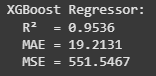 XGBoost Regressor:
R² = 0.9536
MAE = 19.2131
MSE = 551.5467